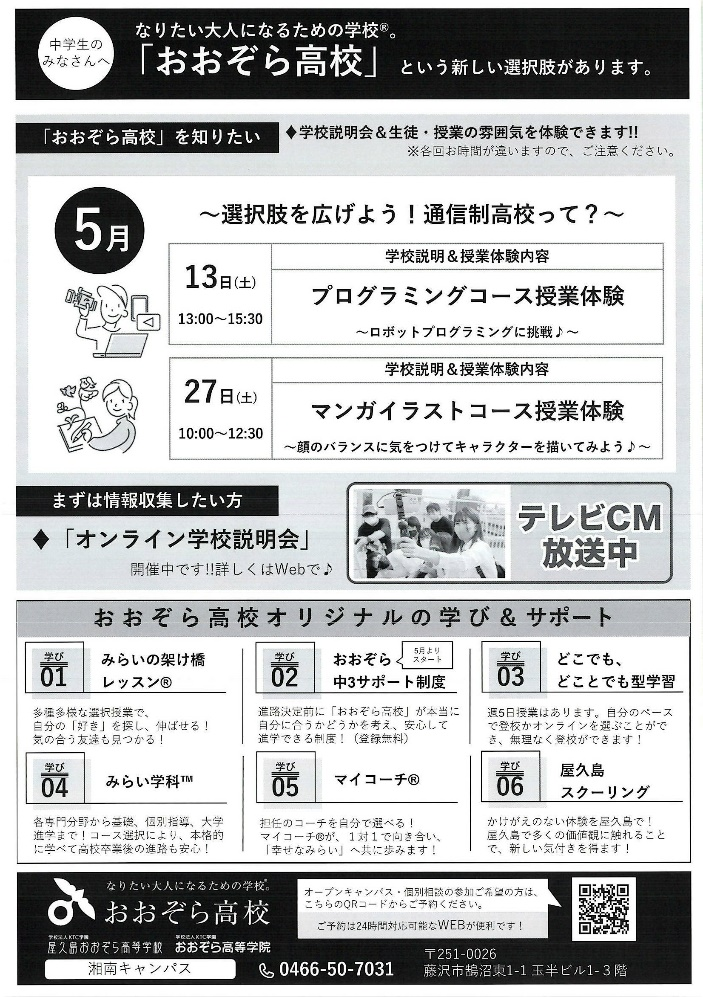 中学生の
みなさんへ
なりたい大人になるための学校®。
「おおぞら高校」という新しい選択肢があります。
「おおぞら高校」を知りたい
♦学校説明会＆生徒・授業の雰囲気を体験できます!!
※各回お時間が違いますので、ご注意ください。
5月
～選択肢を広げよう！通信制高校って？～
13日(土)
13:00～15:30
学校説明＆授業体験内容
プログラミングコース授業体験
～ロボットプログラミングに挑戦♪～
27日(土)
10:00～12:30
学校説明＆授業体験内容
マンガイラストコース授業体験
～顔のバランスに気をつけてキャラクターを描いてみよう♪～
まずは情報収集したい方
♦「オンライン学校説明会」
開催中です!!詳しくはWebで♪
テレビCM
放送中
おおぞら高校オリジナルの学び＆サポート
学び
01
みらいの架け橋
レッスン®
多種多様な選択授業で、
自分の「好き」を探し、伸ばせる！
気の合う友達も見つかる！
学び
02
おおぞら
中3サポート制度
5月より
スタート
進路決定前に「おおぞら高校」が本当に
自分に合うかどうかを考え、安心して
進学できる制度！（登録無料）
学び
03
どこでも、
どことでも型学習
週5日授業はあります。自分のペース
で登校かオンラインを選ぶことがで
き、無理なく登校ができます！
学び
04
みらい学科™
各専門分野から基礎、個別指導、大学
進学まで！コース選択により、本格的
に学べて高校卒業後の進路も安心！
学び
05
マイコーチ®
担任のコーチを自分で選べる！
マイコーチ®が、1対1で向き合い、
「幸せなみらい」へ共に歩みます！
学び
06
屋久島
スクーリング
かけがえのない体験を屋久島で！
屋久島で多くの価値観に触れること
で、新しい気付きを得ます！
なりたい大人になるための学校®。
おおぞら高校
学校法人KTC学園
屋久島おおぞら高等学校
学校法人KTC学園
おおぞら高等学院
湘南キャンパス
オープンキャンパス・個別相談の参加ご希望の方は、
こちらのQRコードからご予約ください。
ご予約は24時間対応可能なWEBが便利です！
0466-50-7031
〒251-0026
藤沢市鵠沼東1-1 玉半ビル1-３階